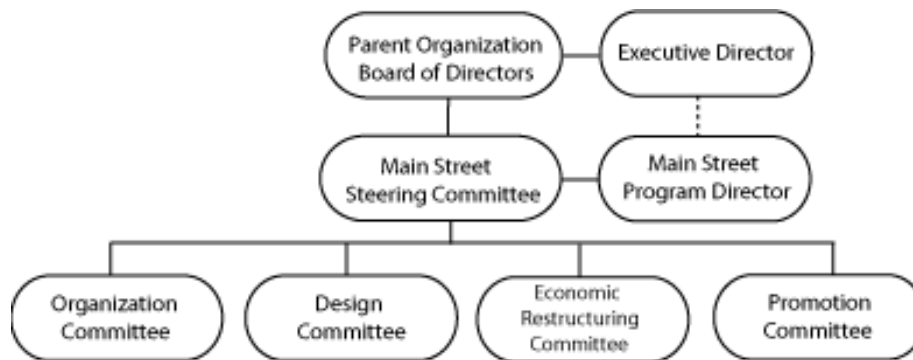 Parent Organization
Board of Directors
Executive Director
Main Street
Steering Committee
Main Street
Program Director
Organization
Committee
Design
Committee
Economic
Restructuring
Committee
Promotion
Committee